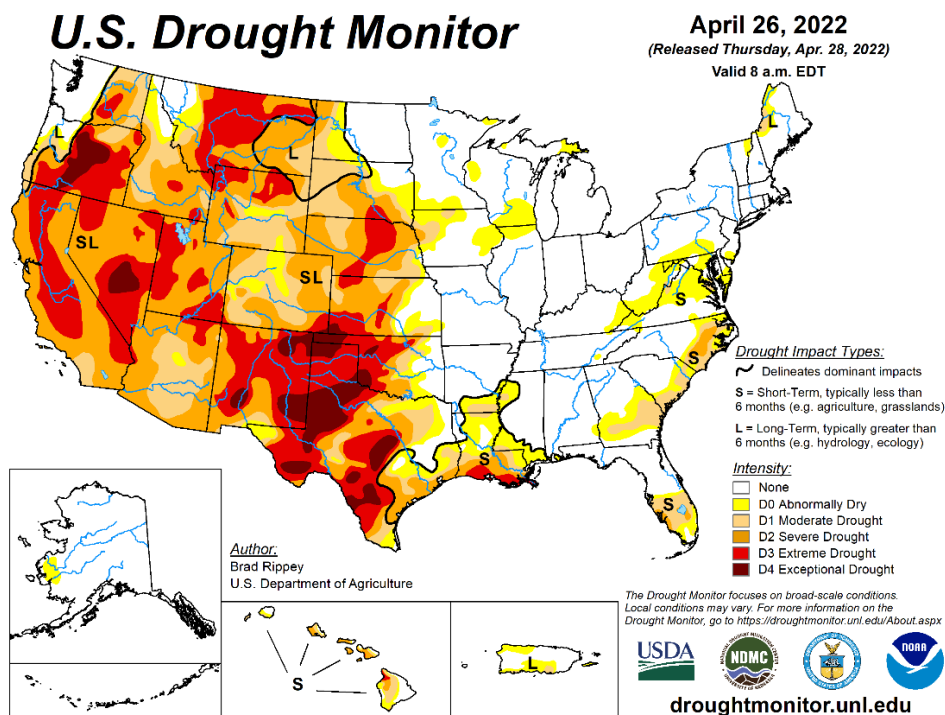 U.S. Drought Monitor
April 26, 2022
(Released Thursday, Apr. 28, 2022)
Valid 8 a.m. EDT
L
L
L
SL
SL
S
S
S
S
Drought Impact Types:
Delineates dominant impacts
S = Short-Term, typically less than
6 months (e.g. agriculture, grasslands)
L = Long-Term, typically greater than
6 months (e.g. hydrology, ecology)
Intensity:
None
D0 Abnormally Dry
D1 Moderate Drought
D2 Severe Drought
D3 Extreme Drought
D4 Exceptional Drought
Author:
Brad Rippey
U.S. Department of Agriculture
S
L
The Drought Monitor focuses on broad-scale conditions.
Local conditions may vary. For more information on the
Drought Monitor, go to https://droughtmonitor.unl.edu/About.aspx
USDA
NDMC
NOAA
droughtmonitor.unl.edu